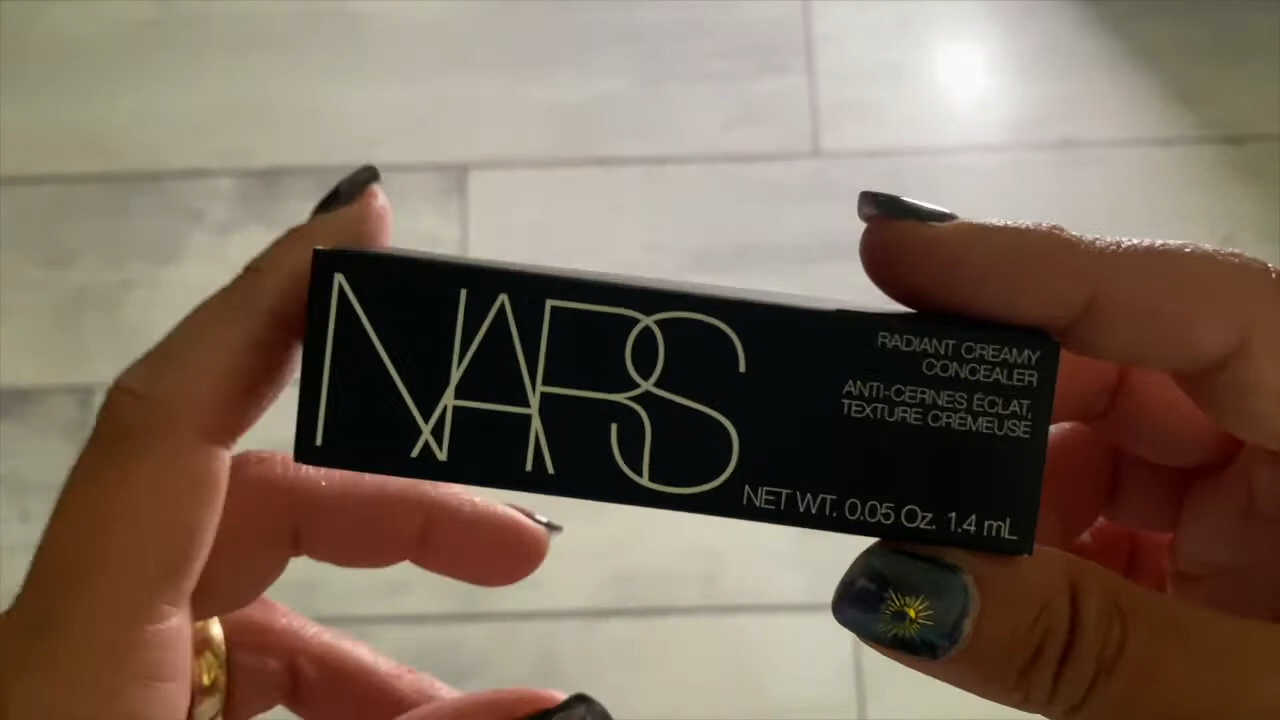 NARS
RADIANT CREAMY
CONCEALER
ANTI-CERNES ÉCLAT,
TEXTURE CRÉMEUSE
NET WT. 0.05 Oz. 1.4 mL